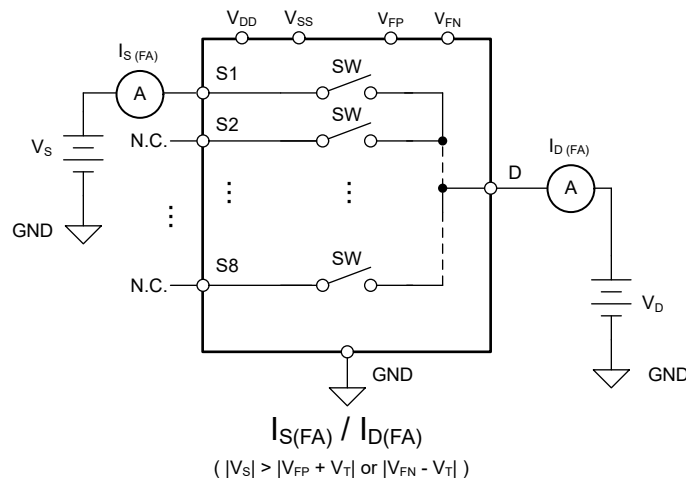 V_DD V_SS V_FP V_FN
I_S (FA)
A
S1
SW
V_S
N.C.
S2
SW
I_D (FA)
D
A
GND
S8
SW
N.C.
V_D
GND
GND
I_S(FA) / I_D(FA)
( |V_S| > |V_FP + V_T| or |V_FN - V_T| )